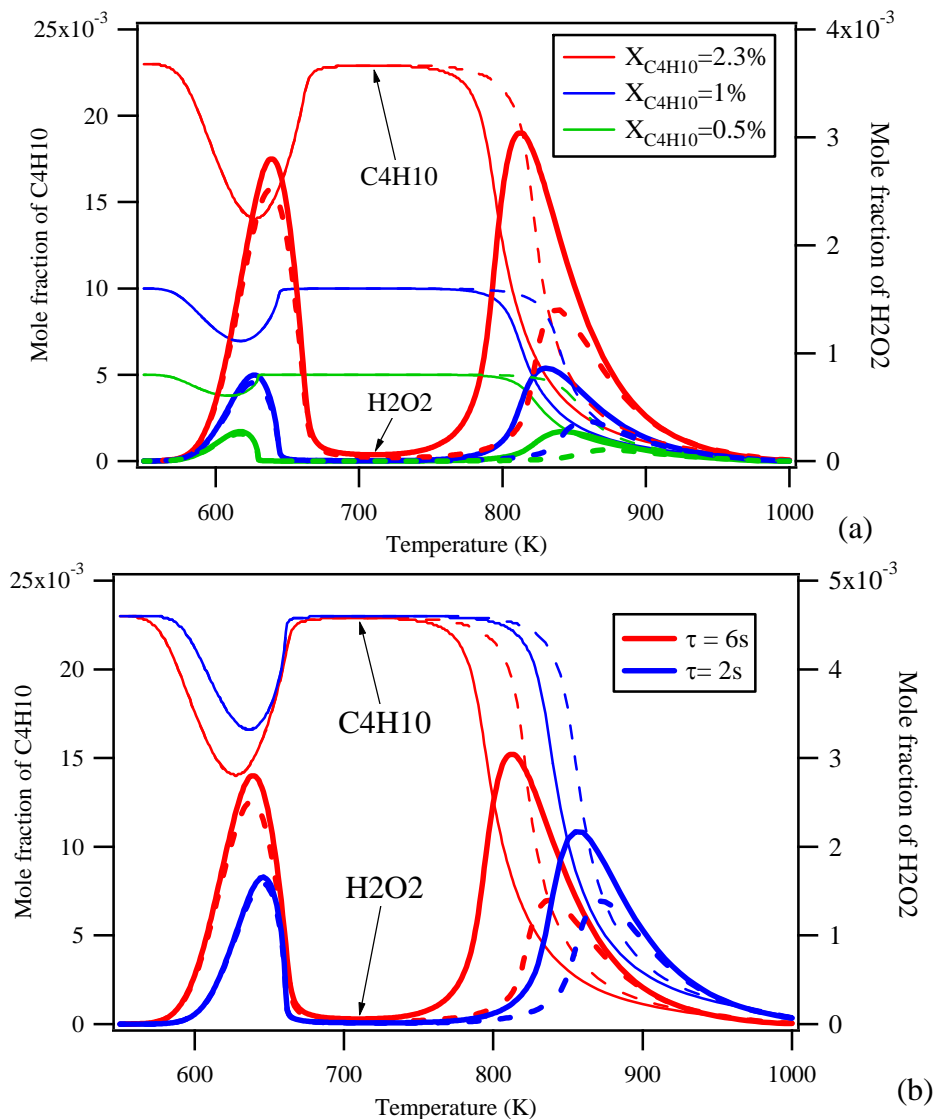 25x10-3
20
15
10
5
0
Mole fraction of C4H10
4x10-3
3
2
1
0
Mole fraction of H2O2
XC4H10=2.3%
XC4H10=1%
XC4H10=0.5%
C4H10
H2O2
600
700
800
900
1000
Temperature (K)
(a)
25x10-3
20
15
10
5
0
Mole fraction of C4H10
5x10-3
4
3
2
1
0
Mole fraction of H2O2
τ = 6s
τ= 2s
C4H10
H2O2
600
700
800
900
1000
Temperature (K)
(b)